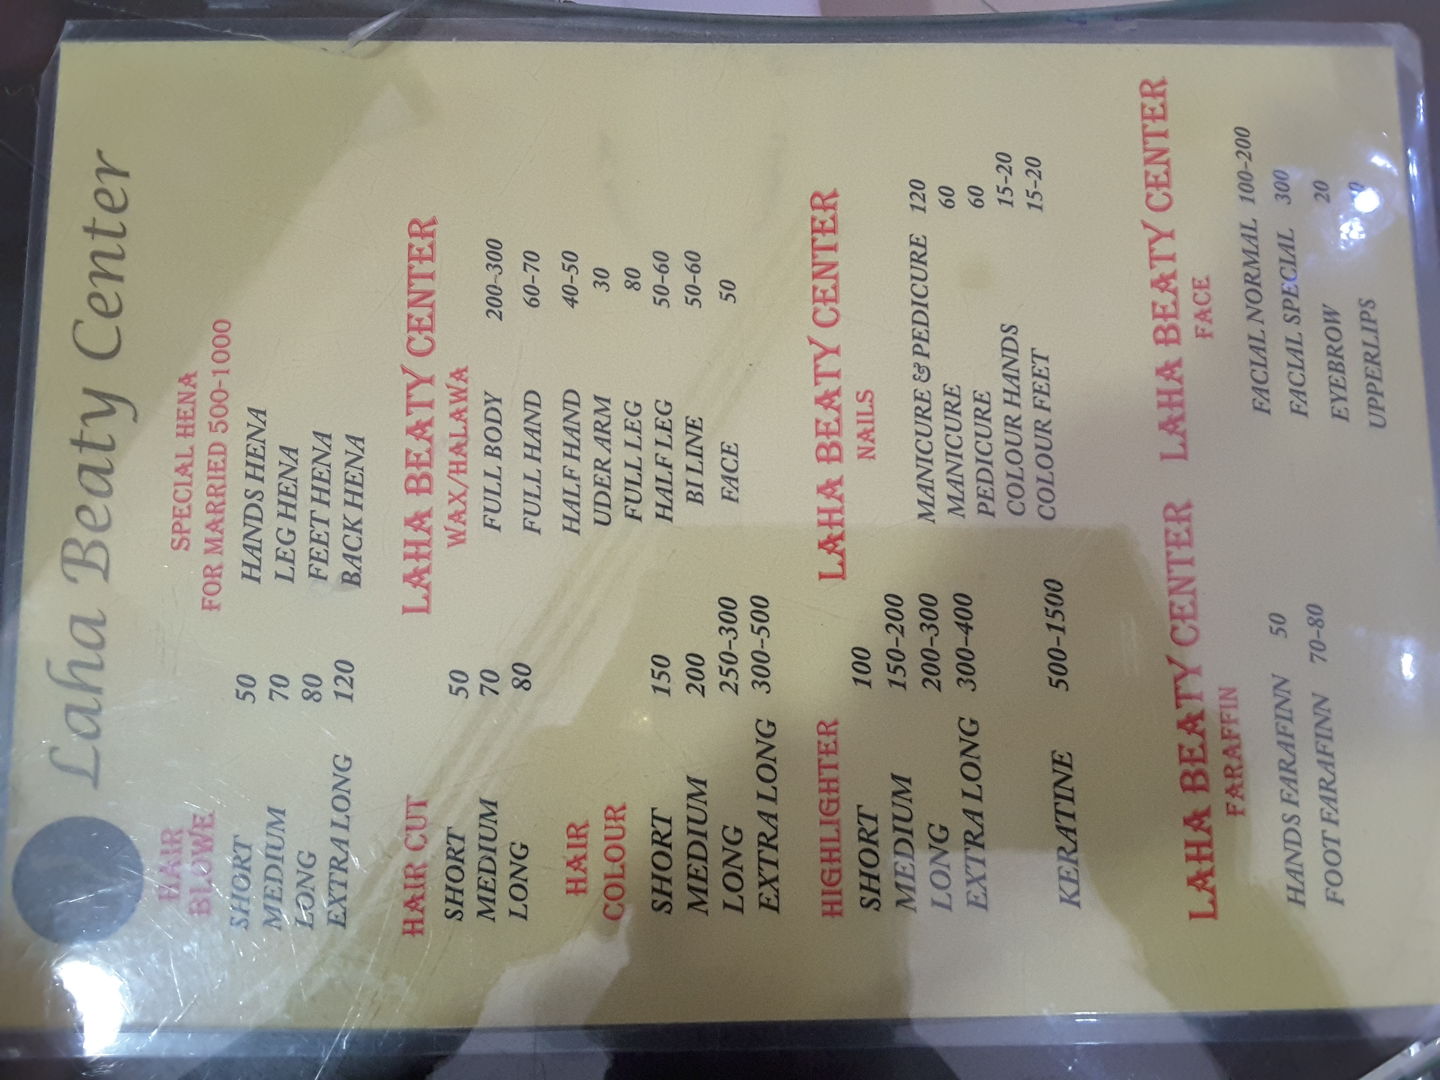 Laha Beaty Center
HAIR
BLOWE
SHORT 50
MEDIUM 70
LONG 80
EXTRA LONG 120
HAIR CUT
SHORT 50
MEDIUM 70
LONG 80
HAIR
COLOUR
SHORT 150
MEDIUM 200
LONG 250-300
EXTRA LONG 300-500
HIGHLIGHTER
SHORT 100
MEDIUM 150-200
LONG 200-300
EXTRA LONG 300-400
KERATINE 500-1500
LAHA BEATY CENTER
FARAFFIN
HANDS FARAFINN 50
FOOT FARAFINN 70-80
SPECIAL HENA
FOR MARRIED 500-1000
HANDS HENA
LEG HENA
FEET HENA
BACK HENA
LAHA BEATY CENTER
WAX/HALAWA
FULL BODY 200-300
FULL HAND 60-70
HALF HAND 40-50
UDER ARM 30
FULL LEG 80
HALF LEG 50-60
BI LINE 50-60
FACE 50
LAHA BEATY CENTER
NAILS
MANICURE & PEDICURE 120
MANICURE 60
PEDICURE 60
COLOUR HANDS 15-20
COLOUR FEET 15-20
LAHA BEATY CENTER
FACE
FACIAL NORMAL 100-200
FACIAL SPECIAL 300
EYEBROW 20
UPPERLIPS